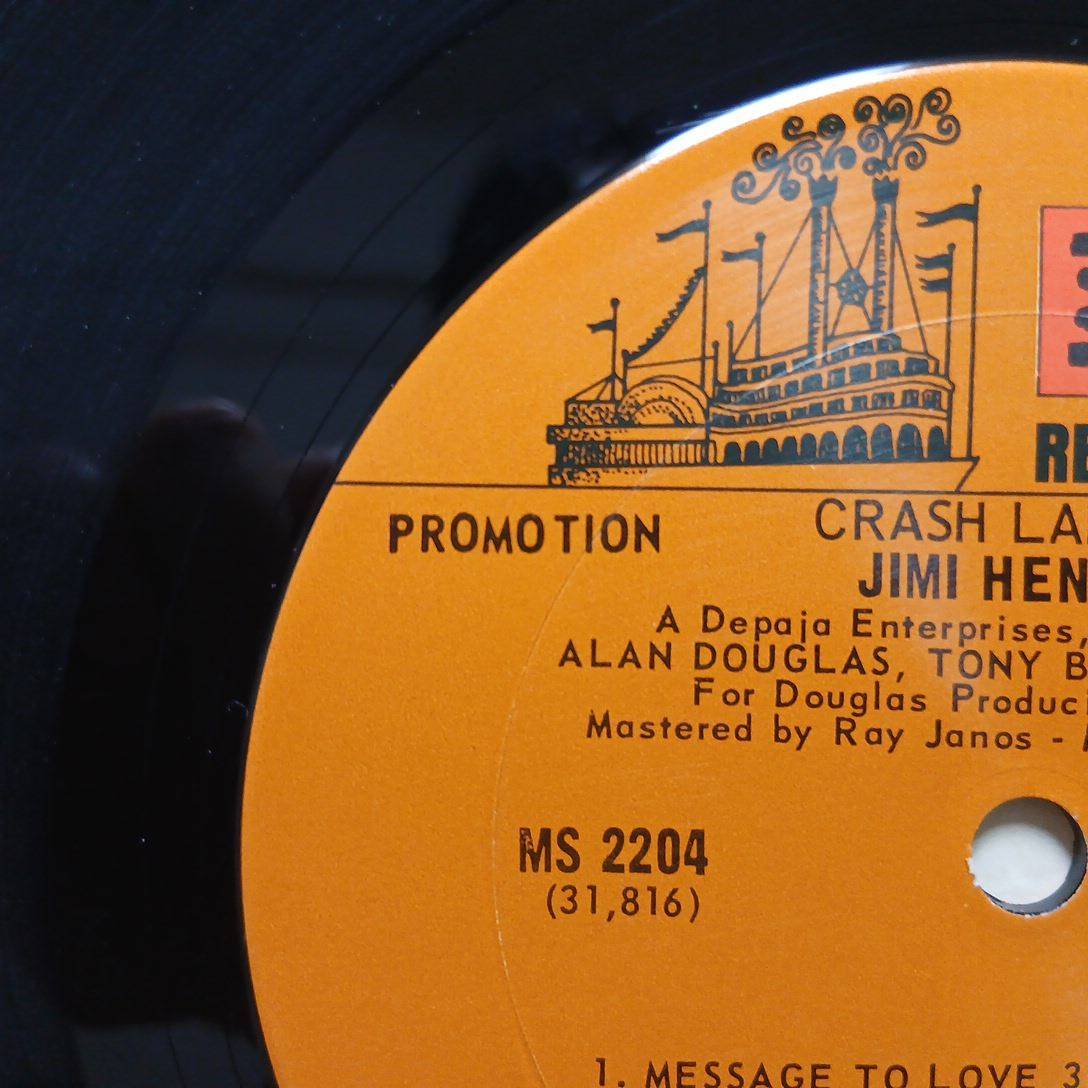 PROMOTION
CRASH LA
JIMI HEN
A Depaja Enterprises,
ALAN DOUGLAS, TONY B
For Douglas Produc
Mastered by Ray Janos -
MS 2204
(31,816)
1. MESSAGE TO LOVE 3